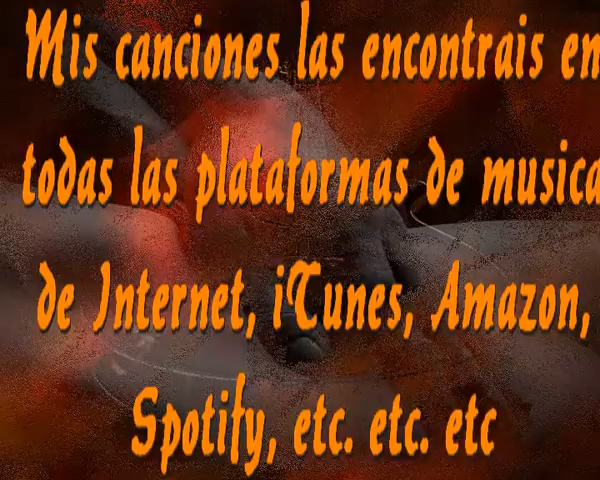 Mis canciones las encontrais en
todas las plataformas de musica
de Internet, iTunes, Amazon,
Spotify, etc. etc. etc